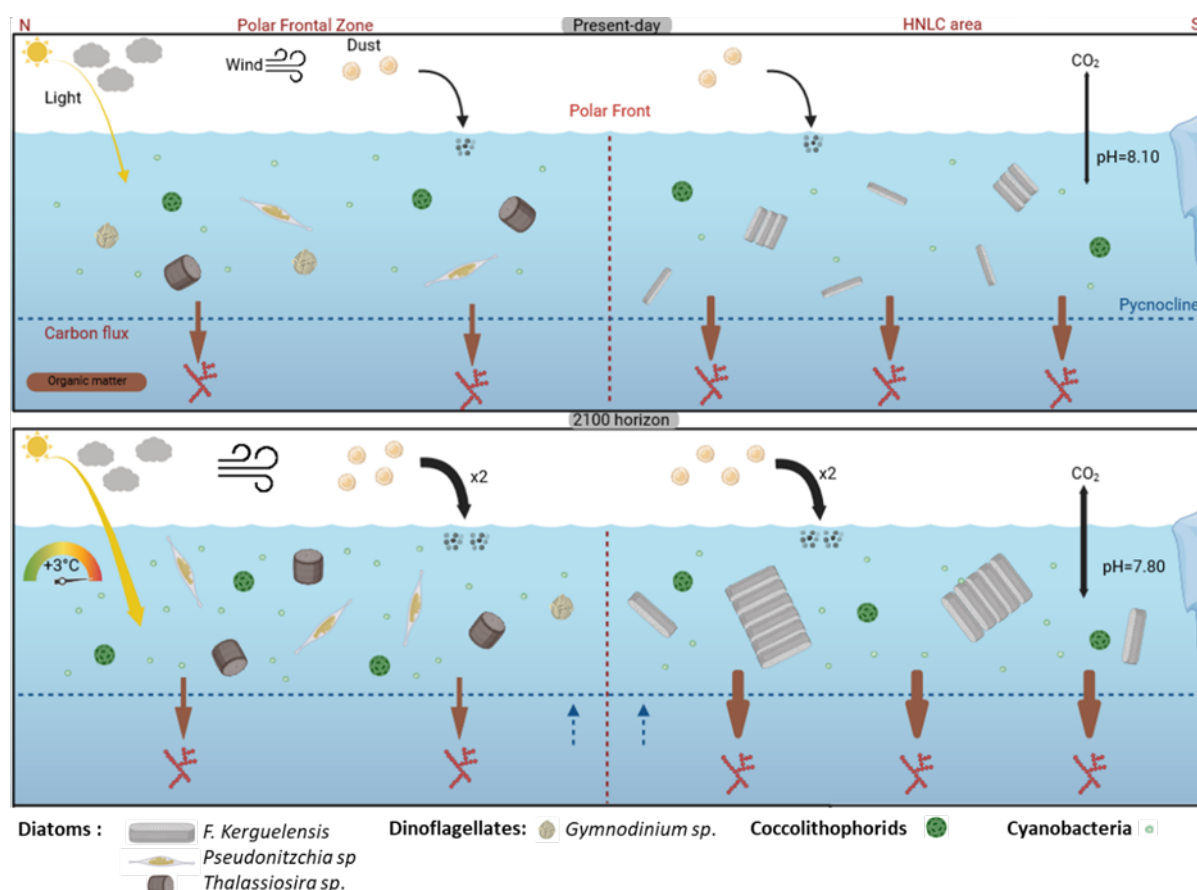 N Polar Frontal Zone Present-day HNLC area S
Dust
Wind
CO₂
Light
Polar Front
pH=8.10
Pycnocline
Carbon flux
Organic matter
2100 horizon
x2 x2
CO₂
+3°C
pH=7.80
Diatoms : F. Kerguelensis Dinoflagellates: Gymnodinium sp. Coccolithophorids Cyanobacteria
Pseudonitzchia sp
Thalassiosira sp.